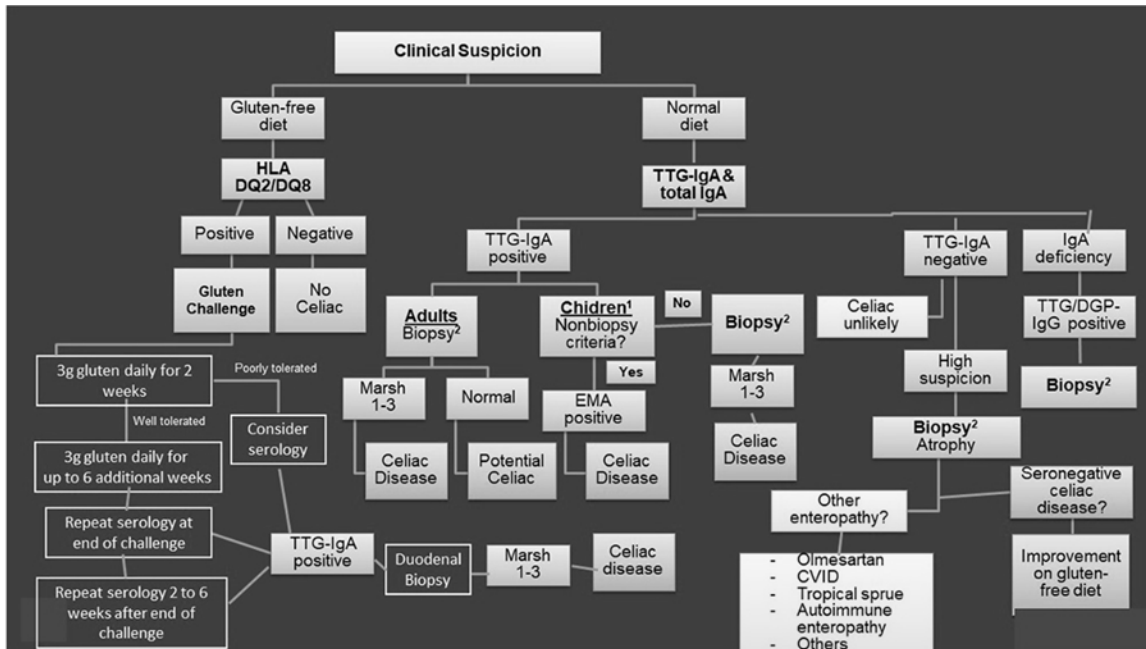 Clinical Suspicion
Gluten-free
diet
Normal
diet
HLA
DQ2/DQ8
TTG-IgA &
total IgA
Positive
Negative
TTG-IgA
positive
TTG-IgA
negative
IgA
deficiency
Gluten
Challenge
No
Celiac
Adults
Biopsy²
Chidren¹
Nonbiopsy
criteria?
No
Biopsy²
Celiac
unlikely
TTG/DGP-
IgG positive
3g gluten daily for 2
weeks
Poorly tolerated
Yes
High
suspicion
Biopsy²
Marsh
1-3
Normal
EMA
positive
Marsh
1-3
Well tolerated
Consider
serology
Biopsy²
Atrophy
3g gluten daily for
up to 6 additional weeks
Celiac
Disease
Potential
Celiac
Celiac
Disease
Celiac
Disease
Other
enteropathy?
Seronegative
celiac
disease?
Repeat serology at
end of challenge
TTG-IgA
positive
Duodenal
Biopsy
Marsh
1-3
Celiac
disease
Improvement
on gluten-
free diet
- Olmesartan
- CVID
- Tropical sprue
- Autoimmune
enteropathy
- Others
Repeat serology 2 to 6
weeks after end of
challenge